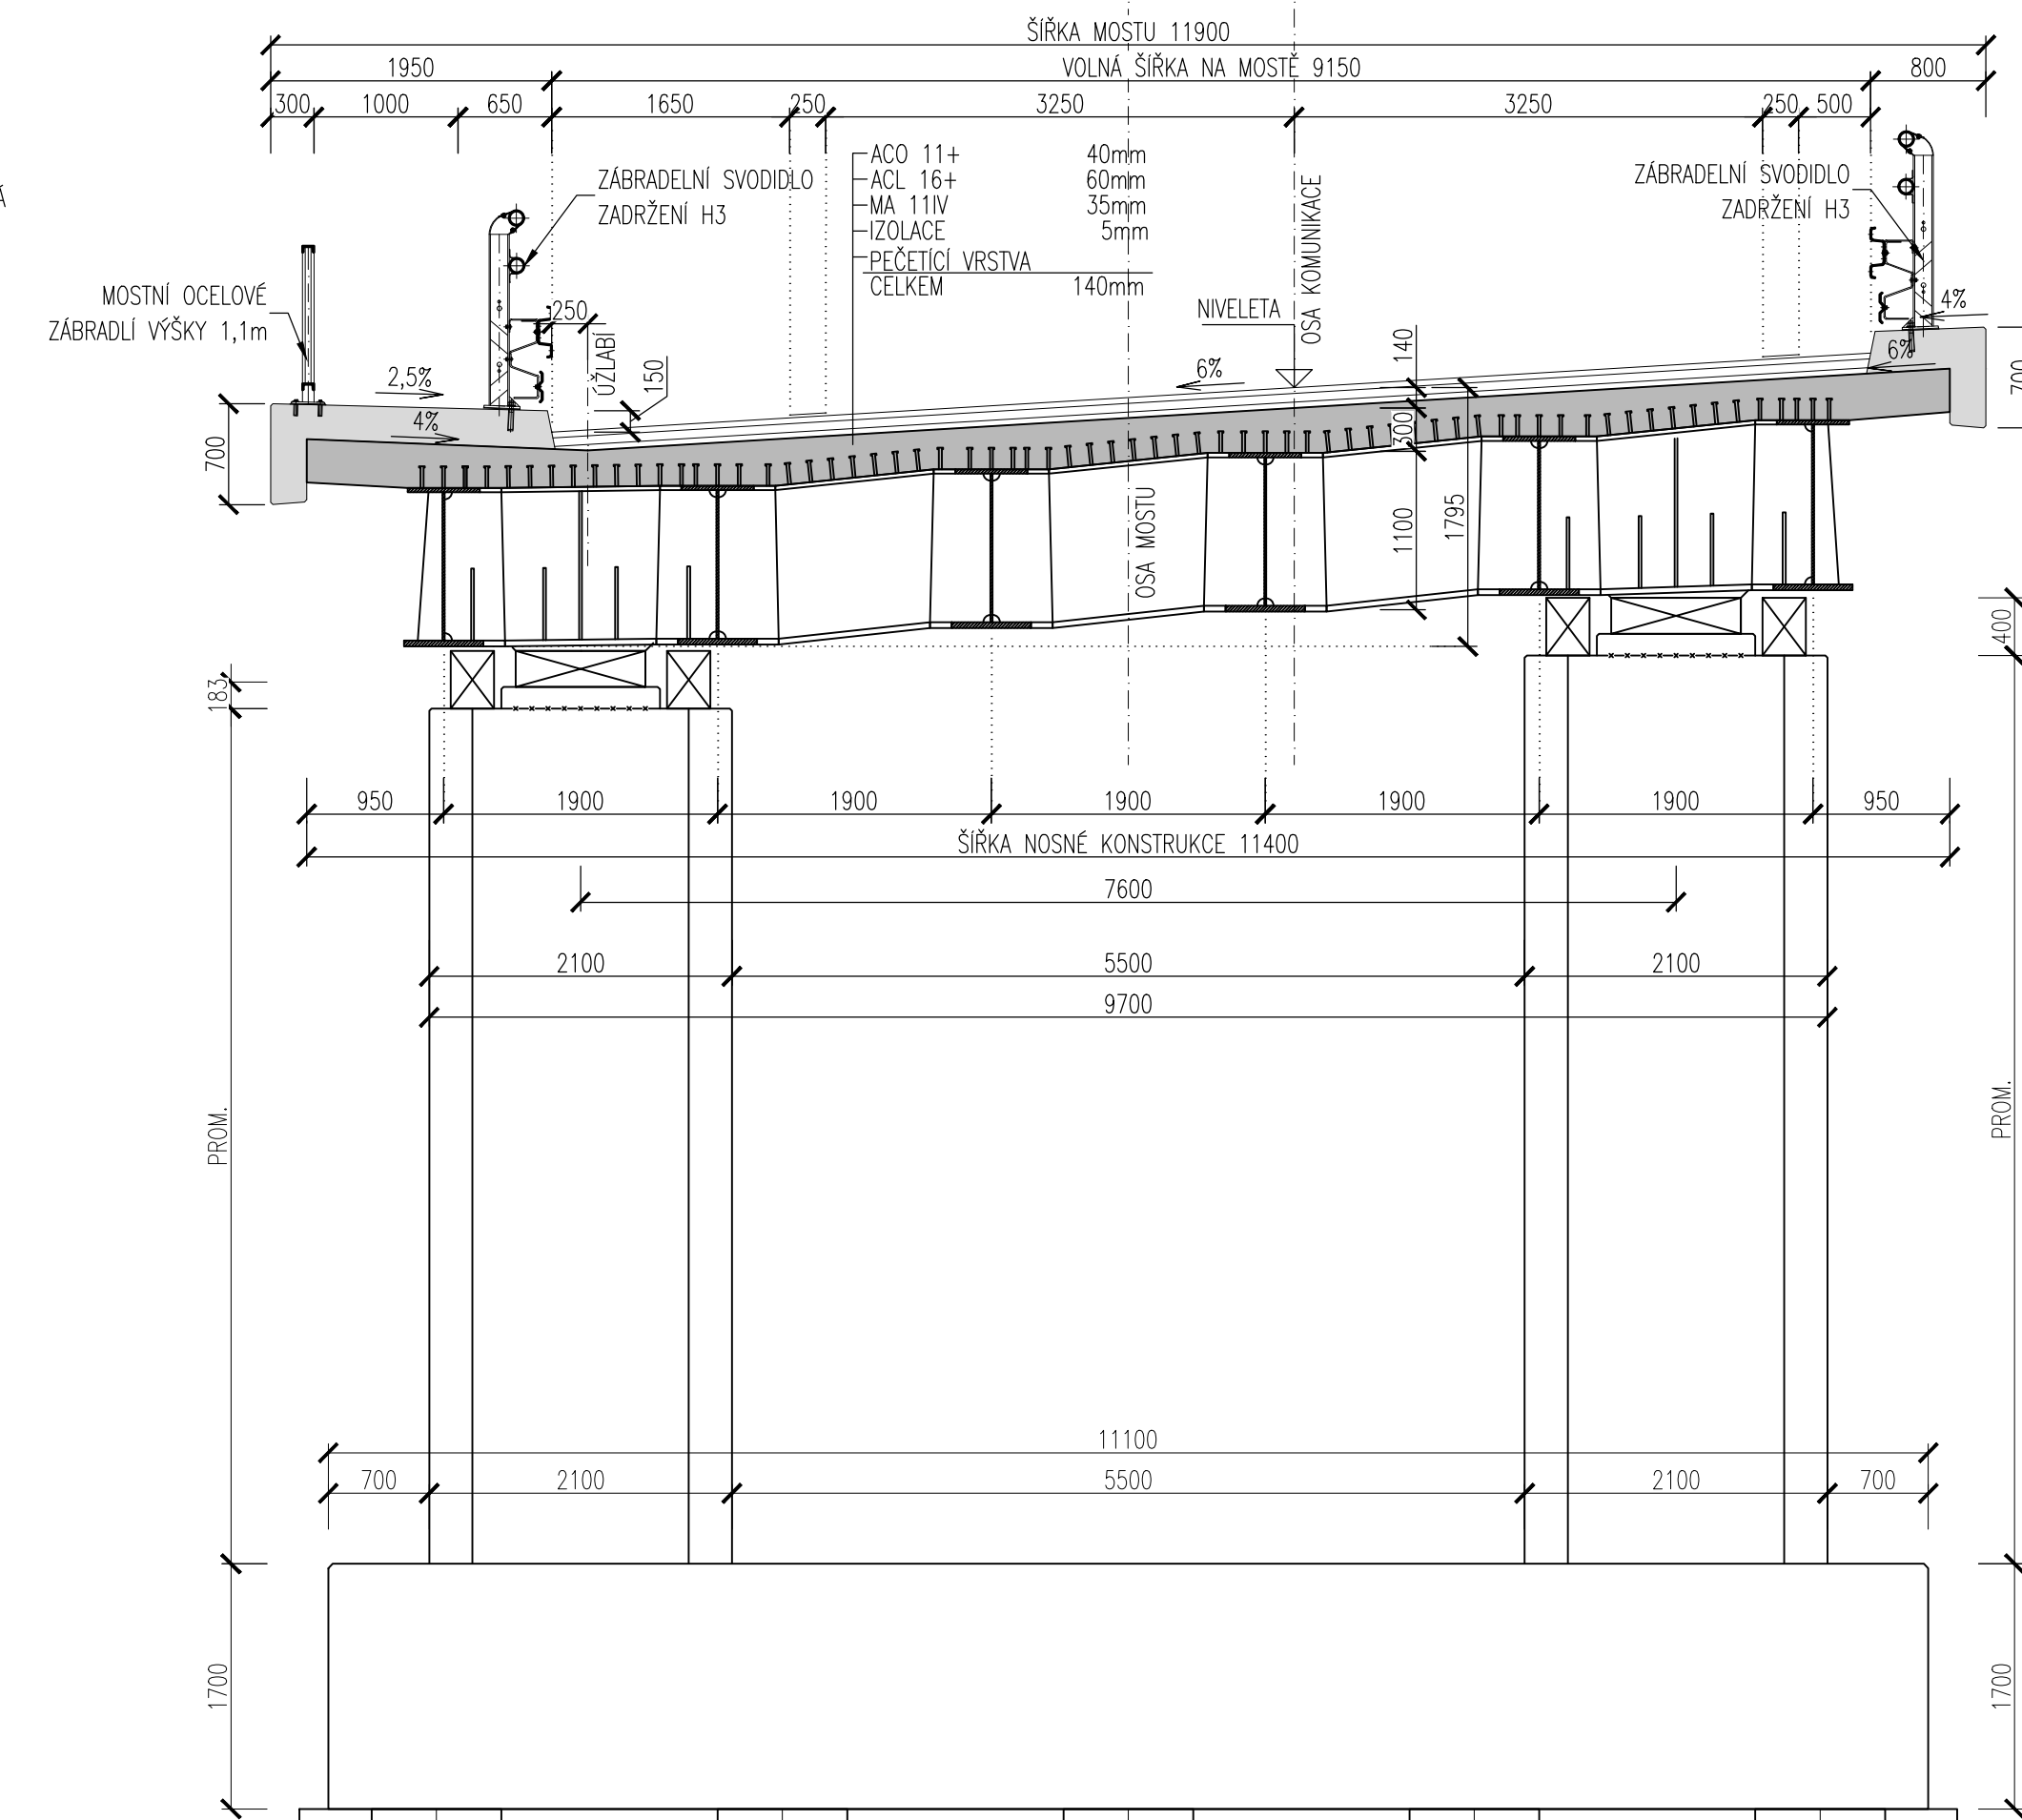 ŠÍŘKA MOSTU 11900
1950
VOLNÁ ŠÍŘKA NA MOSTĚ 9150
800
300
1000
650
1650
250
3250
3250
250
500
Á
ACO 11+ 40mm
ACL 16+ 60mm
MA 11IV 35mm
IZOLACE 5mm
PEČETÍCÍ VRSTVA
CELKEM 140mm
ZÁBRADELNÍ SVODIDLO
ZADRŽENÍ H3
ZÁBRADELNÍ SVODIDLO
ZADRŽENÍ H3
OSA KOMUNIKACE
MOSTNÍ OCELOVÉ
ZÁBRADLÍ VÝŠKY 1,1m
250
ÚŽLABÍ
150
NIVELETA
140
4%
6%
700
2,5%
6%
4%
700
300
1100
1795
OSA MOSTU
400
183
950
1900
1900
1900
1900
1900
950
ŠÍŘKA NOSNÉ KONSTRUKCE 11400
7600
2100
5500
2100
9700
PROM.
PROM.
11100
700
2100
5500
2100
700
1700
1700